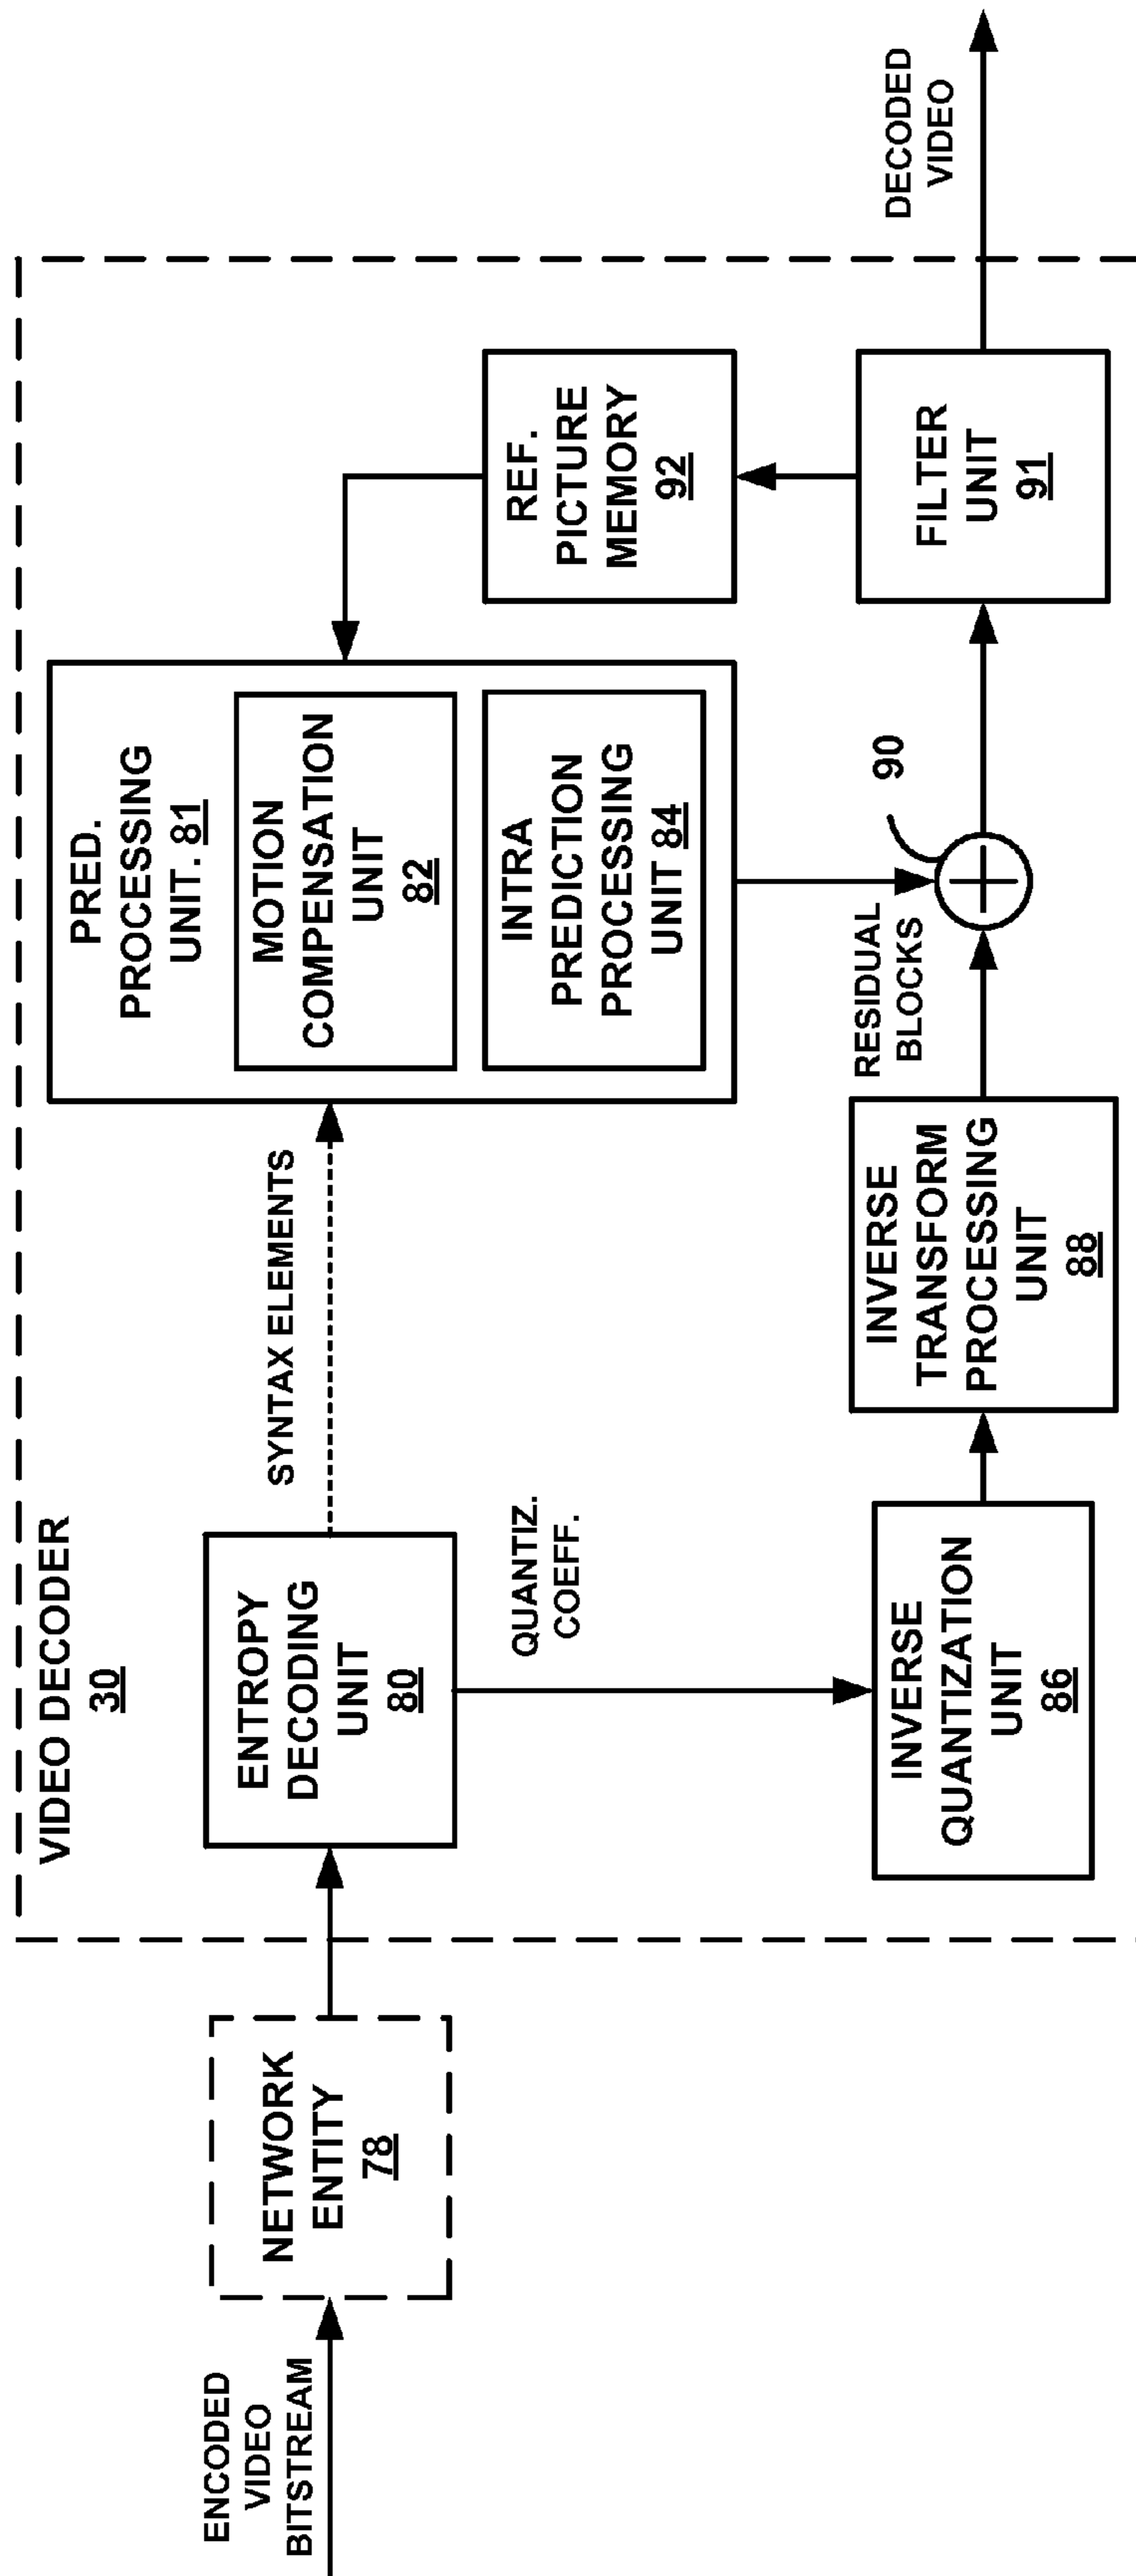 VIDEO DECODER
30
ENCODED
VIDEO
BITSTREAM
NETWORK
ENTITY
78
ENTROPY
DECODING
UNIT
80
SYNTAX ELEMENTS
PRED.
PROCESSING
UNIT. 81
MOTION
COMPENSATION
UNIT
82
INTRA
PREDICTION
PROCESSING
UNIT 84
REF.
PICTURE
MEMORY
92
QUANTIZ.
COEFF.
INVERSE
QUANTIZATION
UNIT
86
INVERSE
TRANSFORM
PROCESSING
UNIT
88
RESIDUAL
BLOCKS
90
FILTER
UNIT
91
DECODED
VIDEO